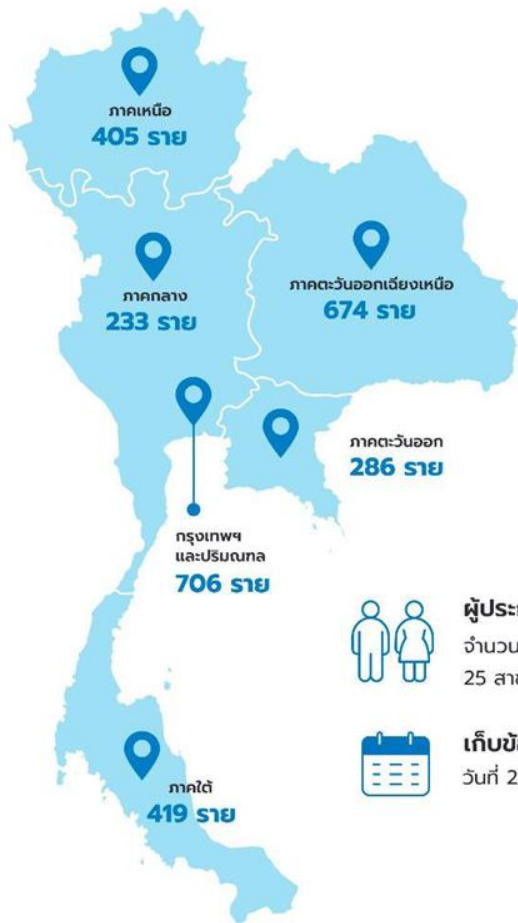 ภาคเหนือ
405 ราย
ภาคกลาง
233 ราย
ภาคตะวันออกเฉียงเหนือ
674 ราย
ภาคตะวันออก
286 ราย
กรุงเทพฯ
และปริมณฑล
706 ราย
ภาคใต้
419 ราย
จำนวน
25
วันที่ 2